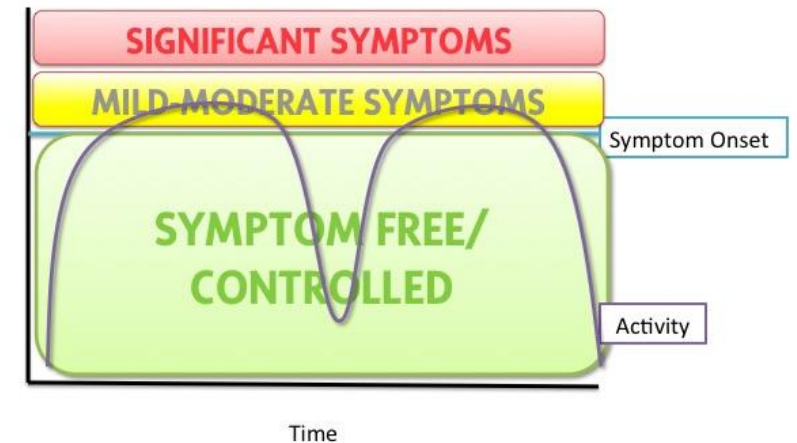 SIGNIFICANT SYMPTOMS
MILD-MODERATE SYMPTOMS
Symptom Onset
SYMPTOM FREE/
CONTROLLED
Activity
Time